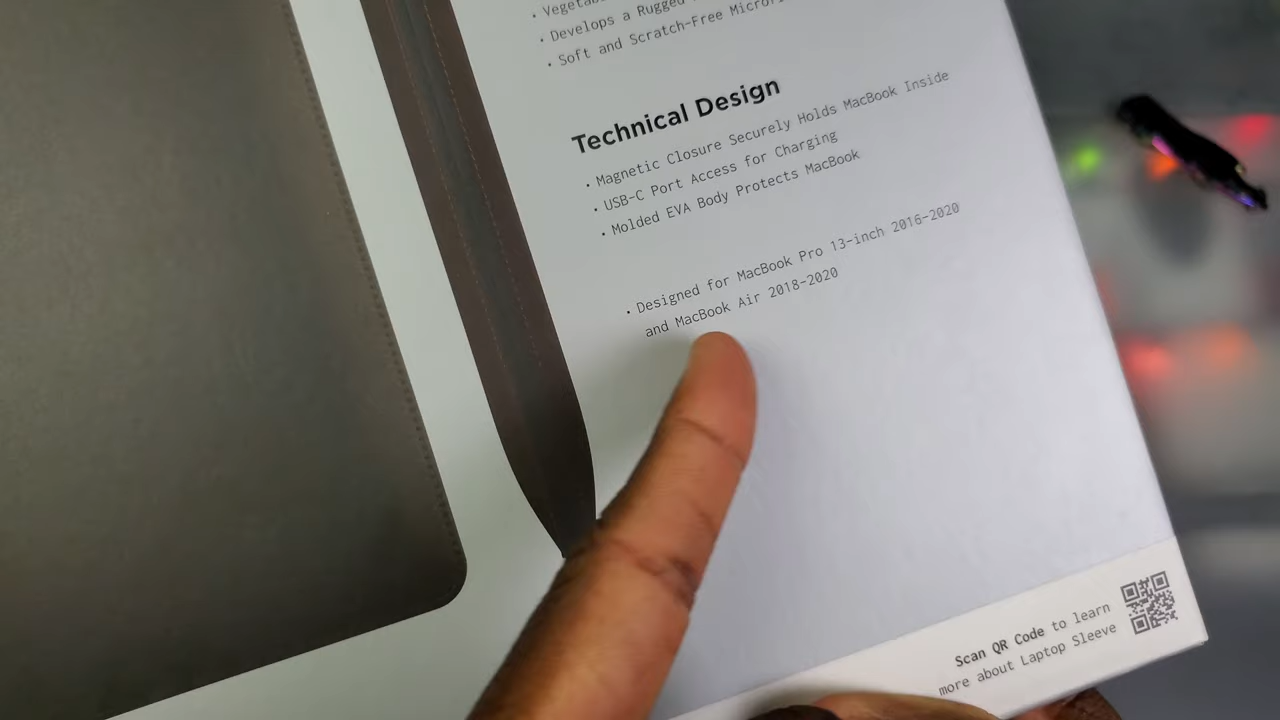 • Develops a Rugged
• Soft and Scratch-Free
Technical Design
• Magnetic Closure Securely Holds MacBook Inside
• USB-C Port Access for Charging
• Molded EVA Body Protects MacBook
• Designed for MacBook Pro 13-inch 2016-2020
and MacBook Air 2018-2020
Scan QR Code to learn
more about Laptop Sleeve